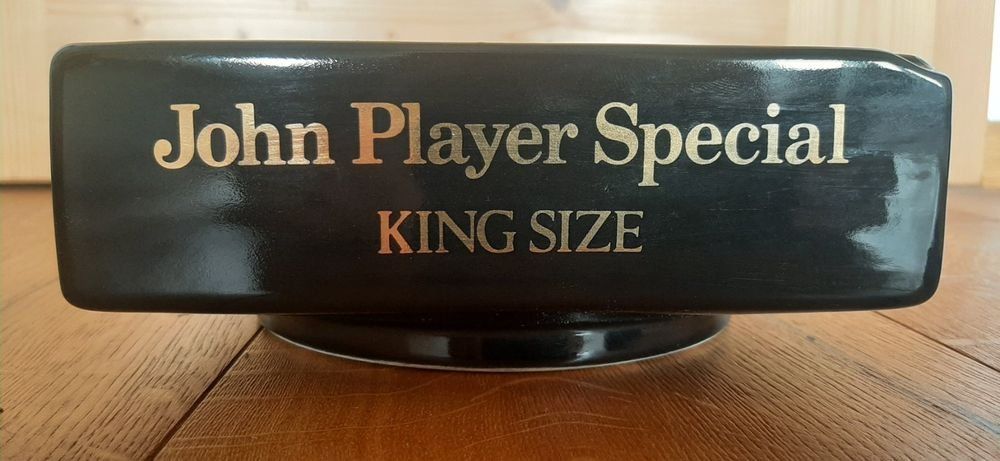 John Player Special
KING SIZE